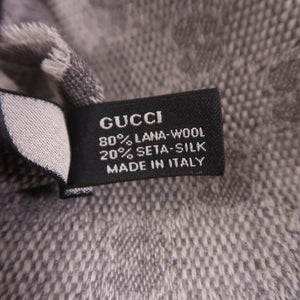 GUCCI
80% LANA-WOOL
20% SETA-SILK
MADE IN ITALY